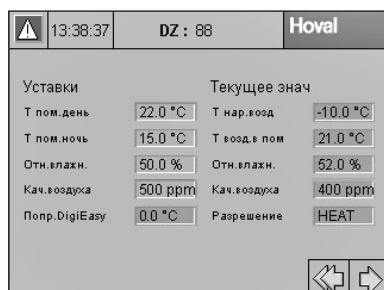 13:38:37 DZ : 88 Hoval
Уставки Текущее знач
Т пом.день 22.0 °C Т нар.возд -10.0 °C
Т пом.ночь 15.0 °C Т возд.в пом 21.0 °C
Отн.влажн. 50.0 % Отн.влажн. 52.0 %
Кач.воздуха 500 ppm Кач.воздуха 400 ppm
Попр.DigiEasy 0.0 °C Разрешение HEAT